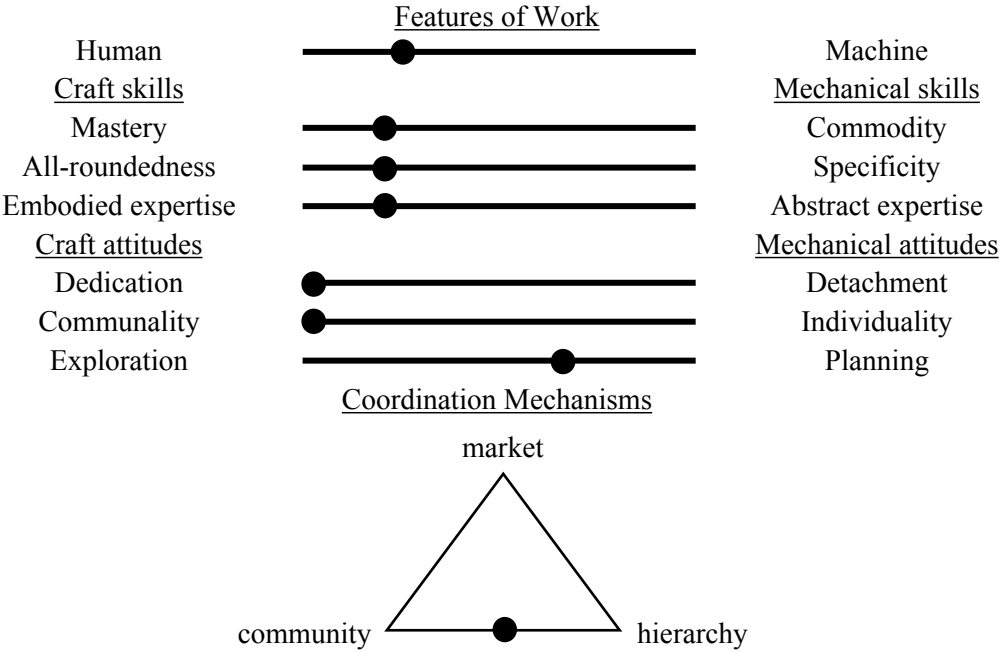 Features of Work
Human Machine
Craft skills Mechanical skills
Mastery Commodity
All-roundedness Specificity
Embodied expertise Abstract expertise
Craft attitudes Mechanical attitudes
Dedication Detachment
Communality Individuality
Exploration Planning
Coordination Mechanisms
market
community hierarchy